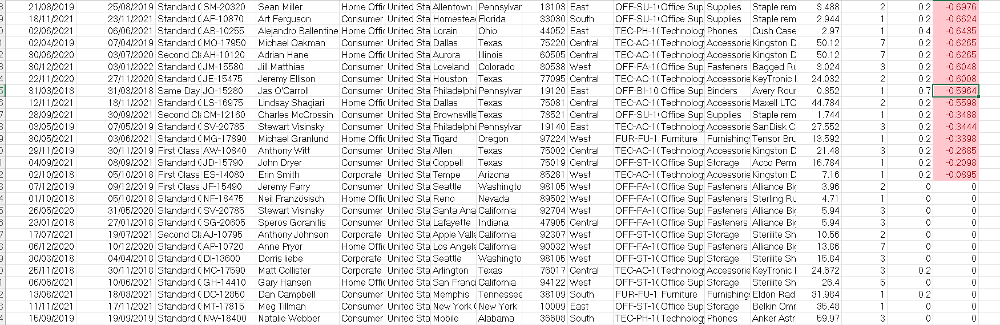 21/08/2019 25/08/2019 Standard C SM-20320 Sean Miller Home Offic United Sta Allentown Pennsylvar 18103 East OFF-SU-10 Office Sup Supplies Staple rem 3.488 2 0.2 -0.6976
18/11/2021 23/11/2021 Standard C AF-10870 Art Ferguson Consumer United Sta Homestead Florida 33030 South OFF-SU-10 Office Sup Supplies Staple rem 2.944 1 0.2 -0.6624
02/06/2021 06/06/2021 Standard C AB-10255 Alejandro Ballentine Home Offic United Sta Lorain Ohio 44052 East TEC-PH-10 Technology Phones Cush Case 2.97 1 0.4 -0.6435
02/04/2019 07/04/2019 Standard C MO-17950 Michael Oakman Consumer United Sta Dallas Texas 75220 Central TEC-AC-10 Technology Accessorie Kingston D 50.12 7 0.2 -0.6265
30/06/2020 03/07/2020 Second Cla AH-10120 Adrian Hane Home Offic United Sta Aurora Illinois 60505 Central TEC-AC-10 Technology Accessorie Kingston D 50.12 7 0.2 -0.6265
30/12/2021 03/01/2022 Standard C JM-15580 Jill Matthias Consumer United Sta Loveland Colorado 80538 West OFF-FA-10 Office Sup Fasteners Bagged Ru 3.024 3 0.2 -0.6048
22/11/2020 27/11/2020 Standard C JE-15475 Jeremy Ellison Consumer United Sta Houston Texas 77095 Central TEC-AC-10 Technology Accessorie KeyTronic 24.032 2 0.2 -0.6008
31/03/2018 31/03/2018 Same Day JO-15280 Jas O'Carroll Consumer United Sta Philadelphi Pennsylvar 19120 East OFF-BI-10 Office Sup Binders Avery Rour 0.852 1 0.7 -0.5964
12/11/2021 18/11/2021 Standard C LS-16975 Lindsay Shagiari Home Offic United Sta Dallas Texas 75081 Central TEC-AC-10 Technology Accessorie Maxell LTC 44.784 2 0.2 -0.5598
28/09/2021 30/09/2021 Second Cla CM-12160 Charles McCrossin Consumer United Sta Brownsville Texas 78521 Central OFF-SU-10 Office Sup Supplies Staple rem 1.744 1 0.2 -0.3488
03/05/2019 07/05/2019 Standard C SV-20785 Stewart Visinsky Consumer United Sta Philadelphi Pennsylvar 19140 East TEC-AC-10 Technology Accessorie SanDisk C 27.552 3 0.2 -0.3444
30/05/2021 03/06/2021 Standard C MG-17890 Michael Granlund Home Offic United Sta Tigard Oregon 97224 West FUR-FU-1 Furniture Furnishing Tensor Bru 13.592 1 0.2 -0.3398
29/11/2019 30/11/2019 First Class AW-10840 Anthony Witt Consumer United Sta Allen Texas 75002 Central TEC-AC-10 Technology Accessorie Kingston D 21.48 3 0.2 -0.2685
04/09/2021 08/09/2021 Standard C JD-15790 John Dryer Consumer United Sta Coppell Texas 75019 Central OFF-ST-10 Office Sup Storage Acco Perm 16.784 1 0.2 -0.2098
02/10/2018 05/10/2018 First Class ES-14080 Erin Smith Corporate United Sta Tempe Arizona 85281 West TEC-AC-10 Technology Accessorie Kingston D 7.16 1 0.2 -0.0895
07/12/2019 09/12/2019 First Class JF-15490 Jeremy Farry Consumer United Sta Seattle Washingto 98105 West OFF-FA-10 Office Sup Fasteners Alliance Big 3.96 2 0 0
01/10/2018 05/10/2018 Standard C NF-18475 Neil Französisch Home Offic United Sta Reno Nevada 89502 West OFF-FA-10 Office Sup Fasteners Sterling Ru 4.71 1 0 0
26/05/2020 31/05/2020 Standard C SV-20785 Stewart Visinsky Consumer United Sta Santa Ana California 92704 West OFF-FA-10 Office Sup Fasteners Alliance Big 5.94 3 0 0
23/01/2018 27/01/2018 Standard C SG-20605 Speros Goranitis Consumer United Sta Lafayette Indiana 47905 Central OFF-FA-10 Office Sup Fasteners Alliance Big 5.94 3 0 0
17/07/2021 19/07/2021 Second Cla AJ-10795 Anthony Johnson Corporate United Sta Apple Valle California 92307 West OFF-ST-10 Office Sup Storage Sterilite Sh 10.56 2 0 0
06/12/2020 10/12/2020 Standard C AP-10720 Anne Pryor Home Offic United Sta Los Angele California 90032 West OFF-FA-10 Office Sup Fasteners Alliance Big 13.86 7 0 0
30/03/2018 04/04/2018 Standard C DI-13600 Dorris liebe Corporate United Sta Seattle Washingto 98105 West OFF-ST-10 Office Sup Storage Sterilite Sh 15.84 3 0 0
25/11/2018 30/11/2018 Standard C MC-17590 Matt Collister Corporate United Sta Arlington Texas 76017 Central TEC-AC-10 Technology Accessorie KeyTronic 24.672 3 0.2 0
06/06/2021 10/06/2021 Standard C GH-14410 Gary Hansen Home Offic United Sta San Franci California 94122 West OFF-ST-10 Office Sup Storage Sterilite Sh 26.4 5 0 0
13/08/2021 18/08/2021 Standard C DC-12850 Dan Campbell Consumer United Sta Memphis Tennessee 38109 South FUR-FU-1 Furniture Furnishing Eldon Rad 31.984 1 0.2 0
11/11/2021 17/11/2021 Standard C MT-17815 Meg Tillman Consumer United Sta New York C New York 10009 East OFF-ST-10 Office Sup Storage Belkin Omr 35.48 1 0 0
15/09/2019 19/09/2019 Standard C NW-18400 Natalie Webber Consumer United Sta Mobile Alabama 36608 South TEC-PH-10 Technology Phones Anker Astr 59.97 3 0 0